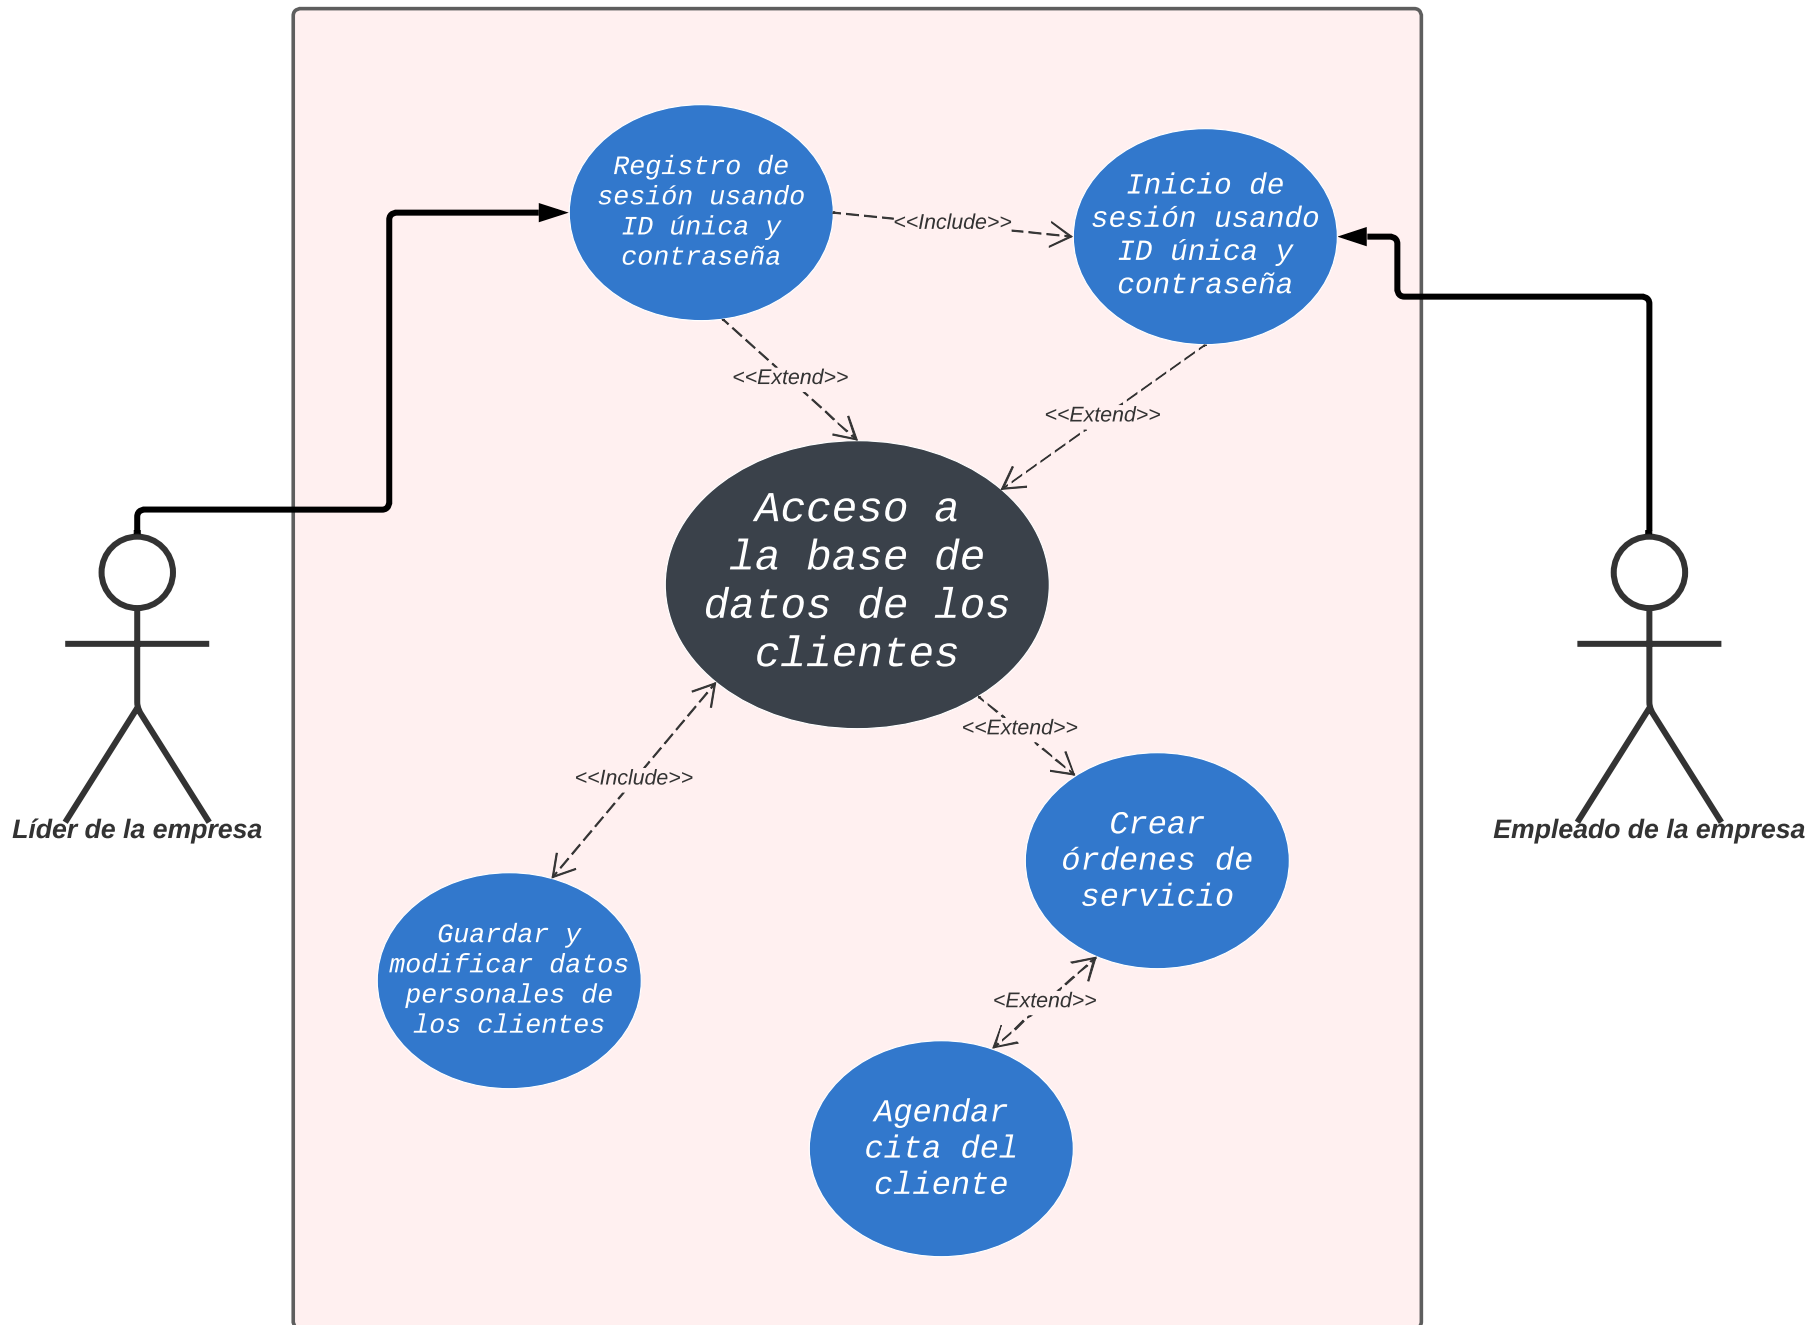 Registro de
sesión usando
ID única y
contraseña
<<Include>>
Inicio de
sesión usando
ID única y
contraseña
<<Extend>>
<<Extend>>
Acceso a
la base de
datos de los
clientes
<<Include>>
<<Extend>>
Líder de la empresa
Empleado de la empresa
Crear
órdenes de
servicio
Guardar y
modificar datos
personales de
los clientes
<Extend>>
Agendar
cita del
cliente